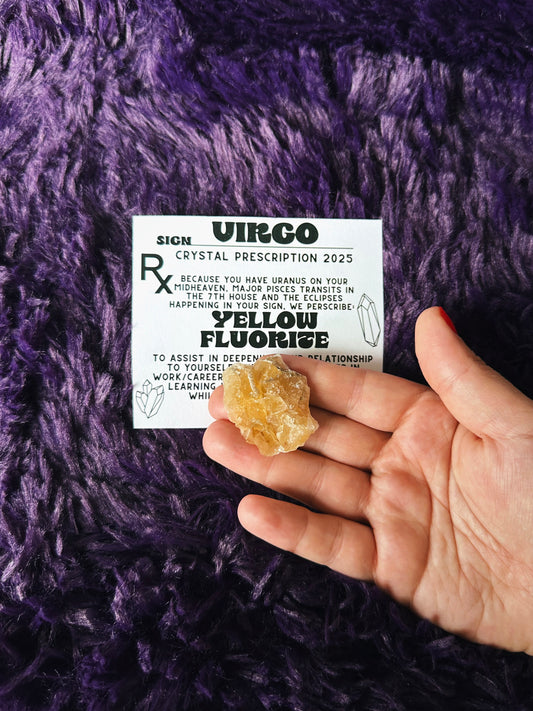 SIGN VIRGO
CRYSTAL PRESCRIPTION 2025
Rx
BECAUSE YOU HAVE URANUS ON YOUR
MIDHEAVEN, MAJOR PISCES TRANSITS IN
THE 7TH HOUSE AND THE ECLIPSES
HAPPENING IN YOUR SIGN, WE PERSCRIBE:
YELLOW
FLUORITE
TO ASSIST IN DEEPENING RELATIONSHIP
TO YOURSELF IN
WORK/CAREER
LEARNING
WHI